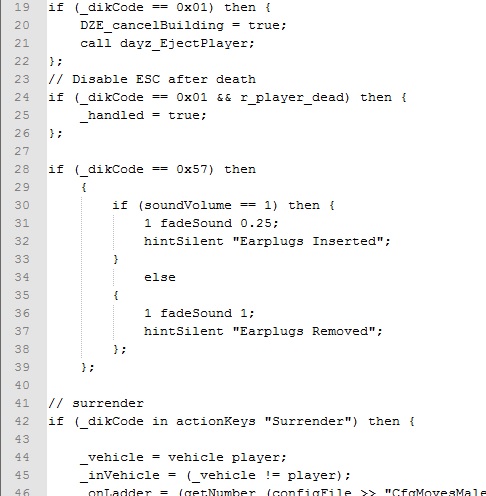 19 if (_dikCode == 0x01) then {
20     DZE_cancelBuilding = true;
21     call dayz_EjectPlayer;
22 };
23 // Disable ESC after death
24 if (_dikCode == 0x01 && r_player_dead) then {
25     _handled = true;
26 };
27
28 if (_dikCode == 0x57) then
29     {
30         if (soundVolume == 1) then {
31             1 fadeSound 0.25;
32             hintSilent "Earplugs Inserted";
33         }
34             else
35         {
36             1 fadeSound 1;
37             hintSilent "Earplugs Removed";
38         };
39     };
40
41 // surrender
42 if (_dikCode in actionKeys "Surrender") then {
43
44     _vehicle = vehicle player;
45     _inVehicle = (_vehicle != player);
46     _onLadder = (getNumber (configFile >> "CfgMovesMale